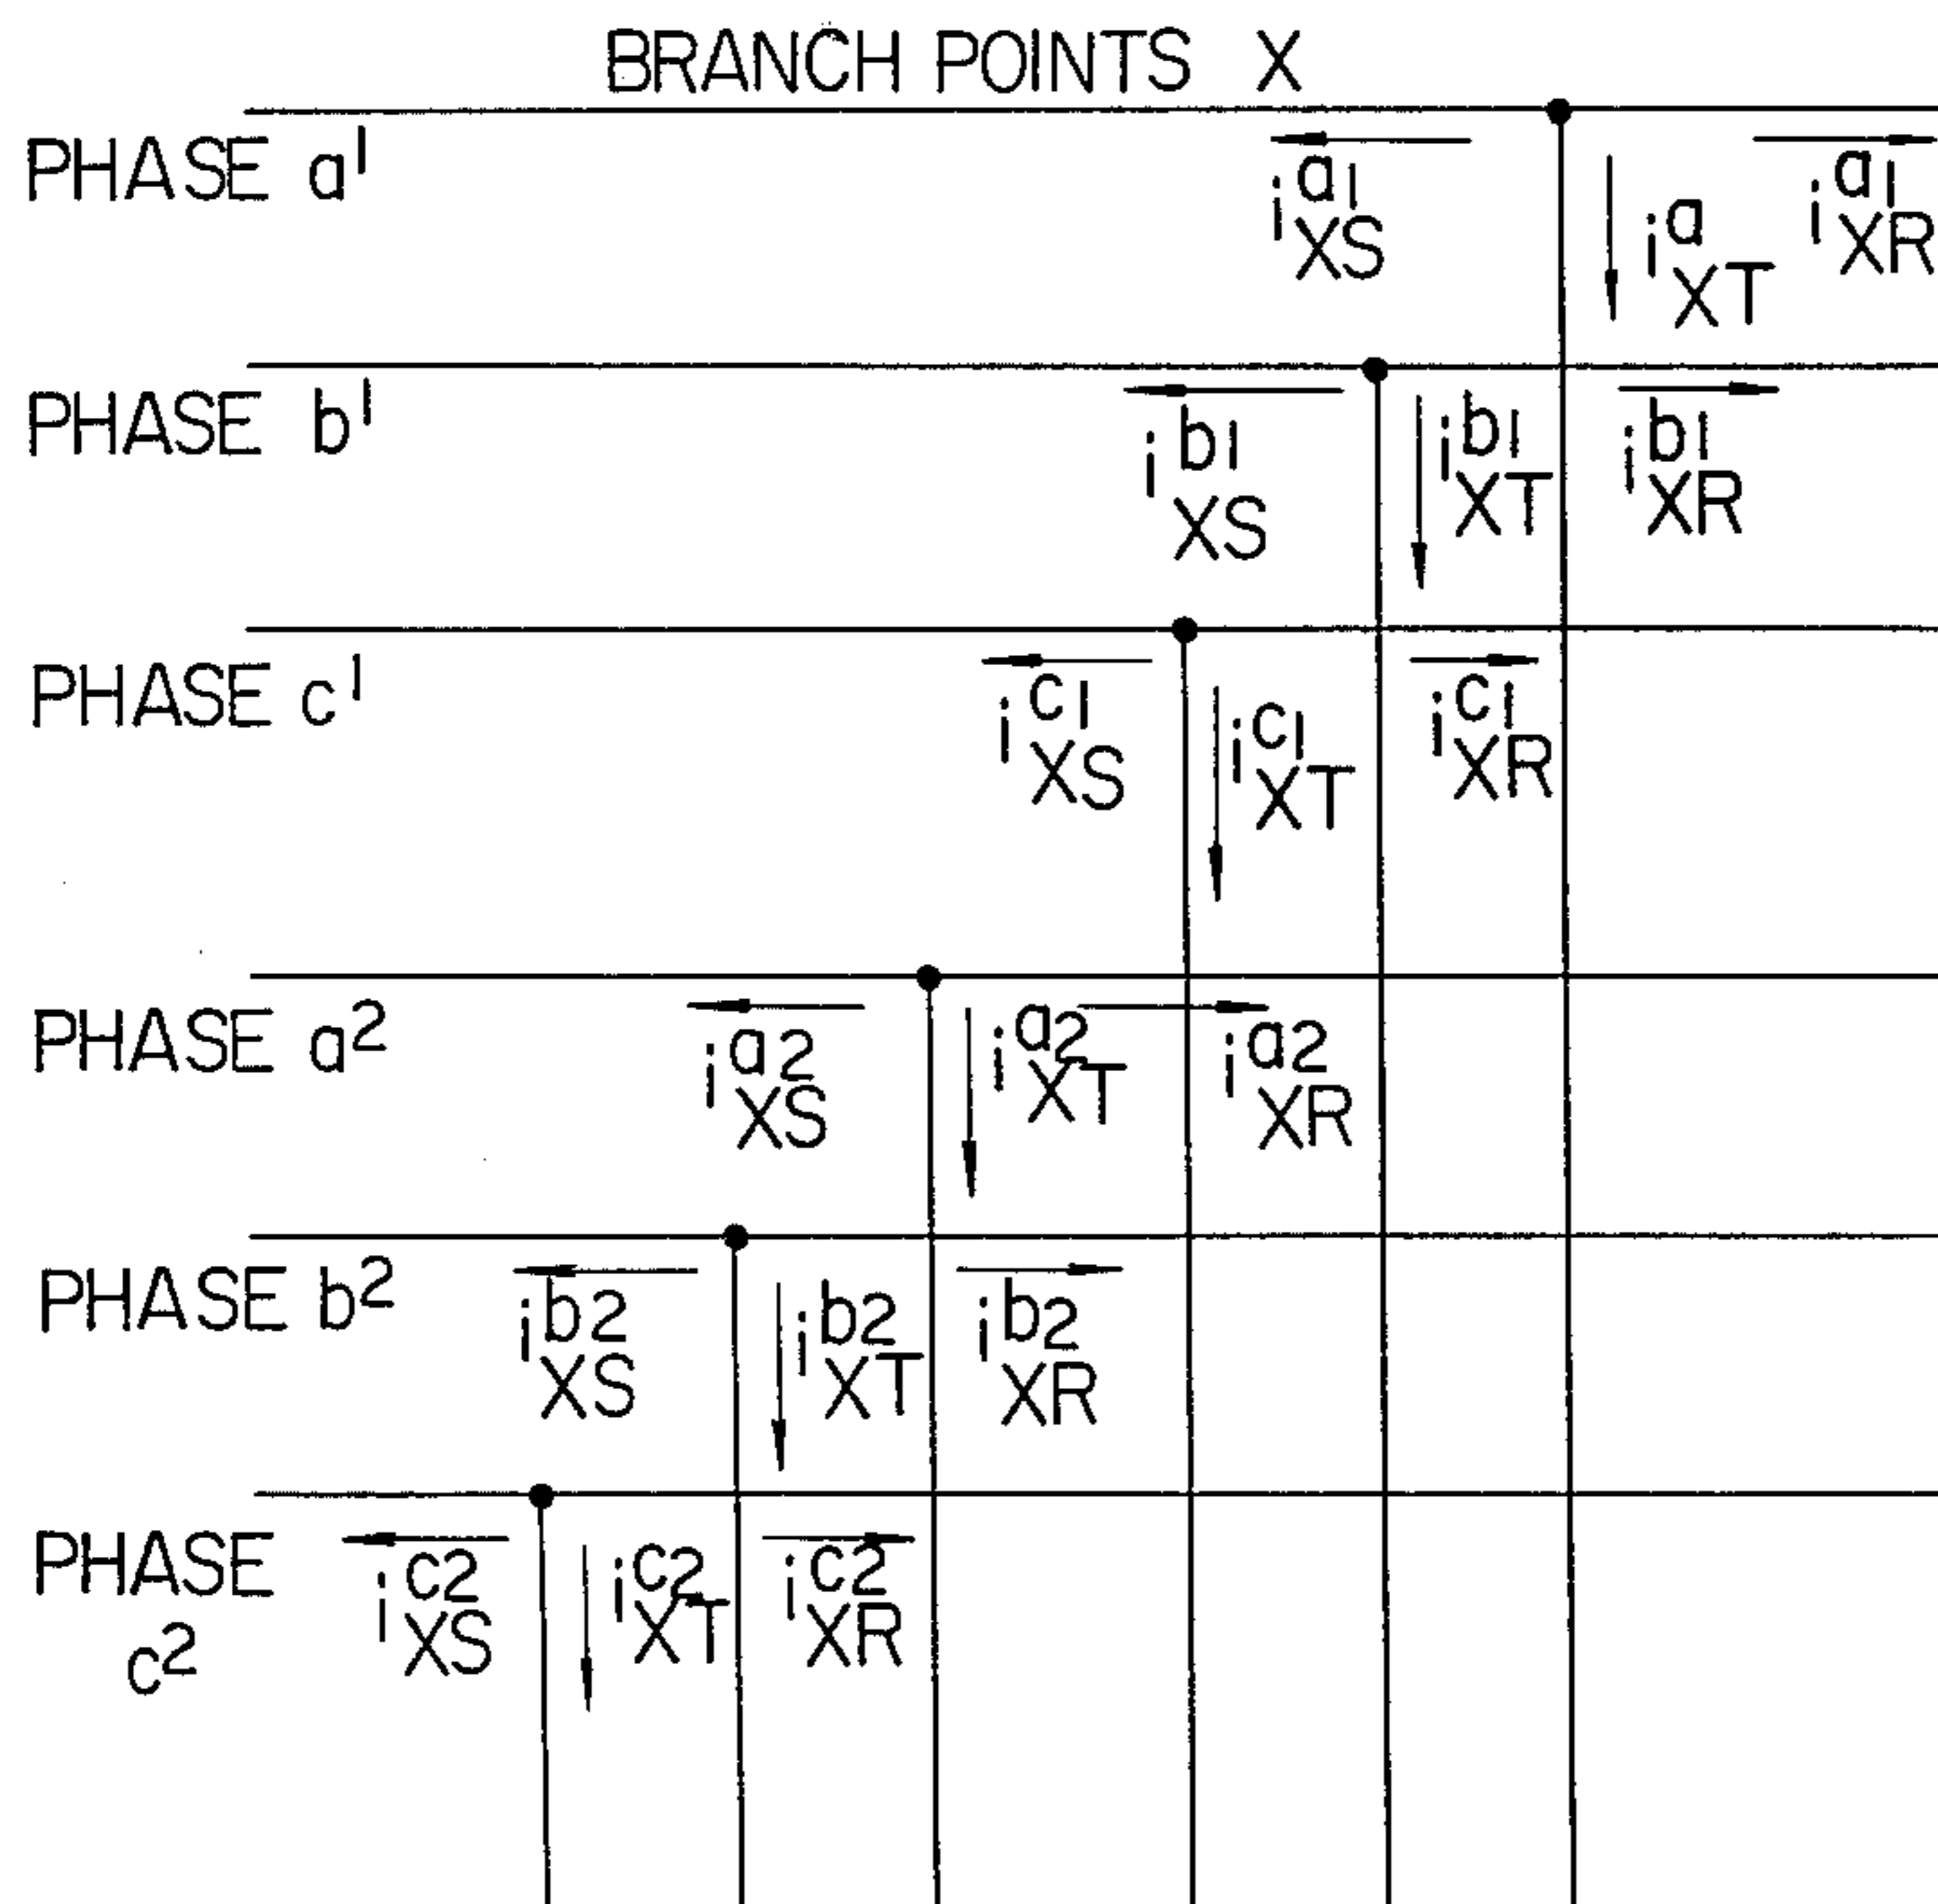 BRANCH POINTS X
PHASE a1
i a1 XS
i a XT
i a1 XR
PHASE b1
i b1 XS
i b1 XT
i b1 XR
PHASE c1
i c1 XS
i c1 XT
i c1 XR
PHASE a2
i a2 XS
i a2 XT
i a2 XR
PHASE b2
i b2 XS
i b2 XT
i b2 XR
PHASE
c2
i c2 XS
i c2 XT
i c2 XR